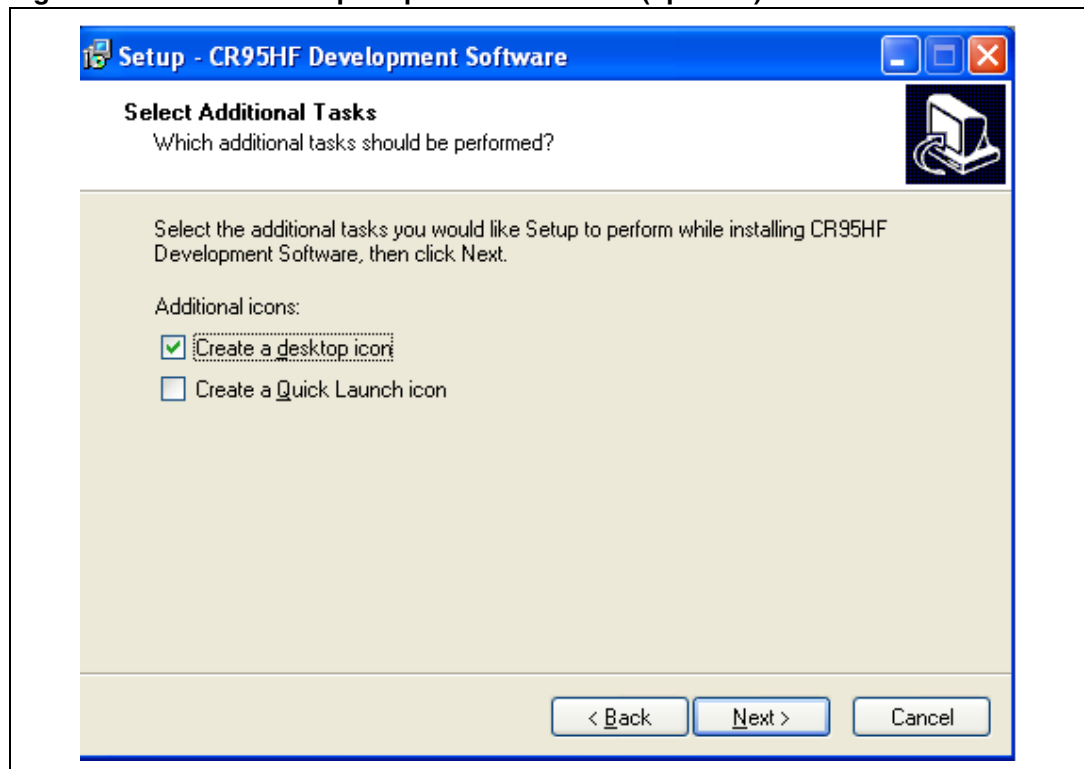 Setup - CR95HF Development Software
Select Additional Tasks
Which additional tasks should be performed?
Select the additional tasks you would like Setup to perform while installing CR95HF
Development Software, then click Next.
Additional icons:
Create a desktop icon
Create a Quick Launch icon
< Back Next > Cancel